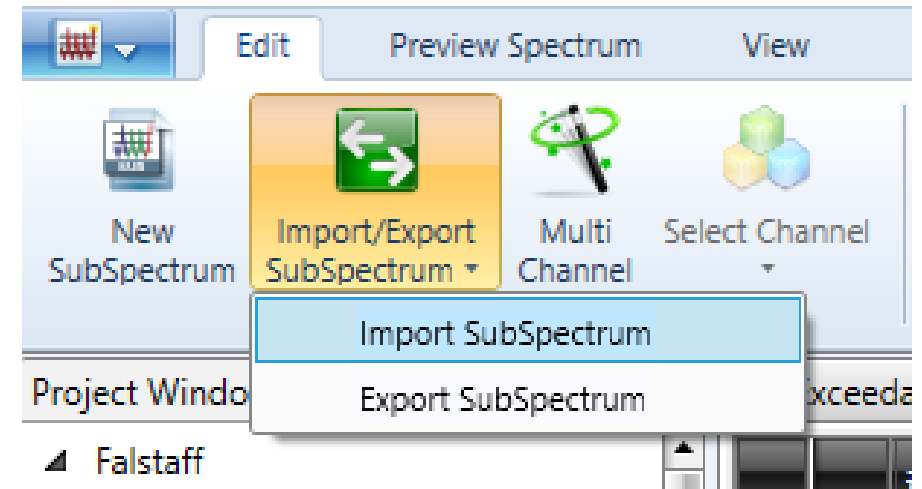 Edit Preview Spectrum View
New SubSpectrum
Import/Export SubSpectrum
Multi Channel
Select Channel
Import SubSpectrum
Export SubSpectrum
Project Windo
Falstaff